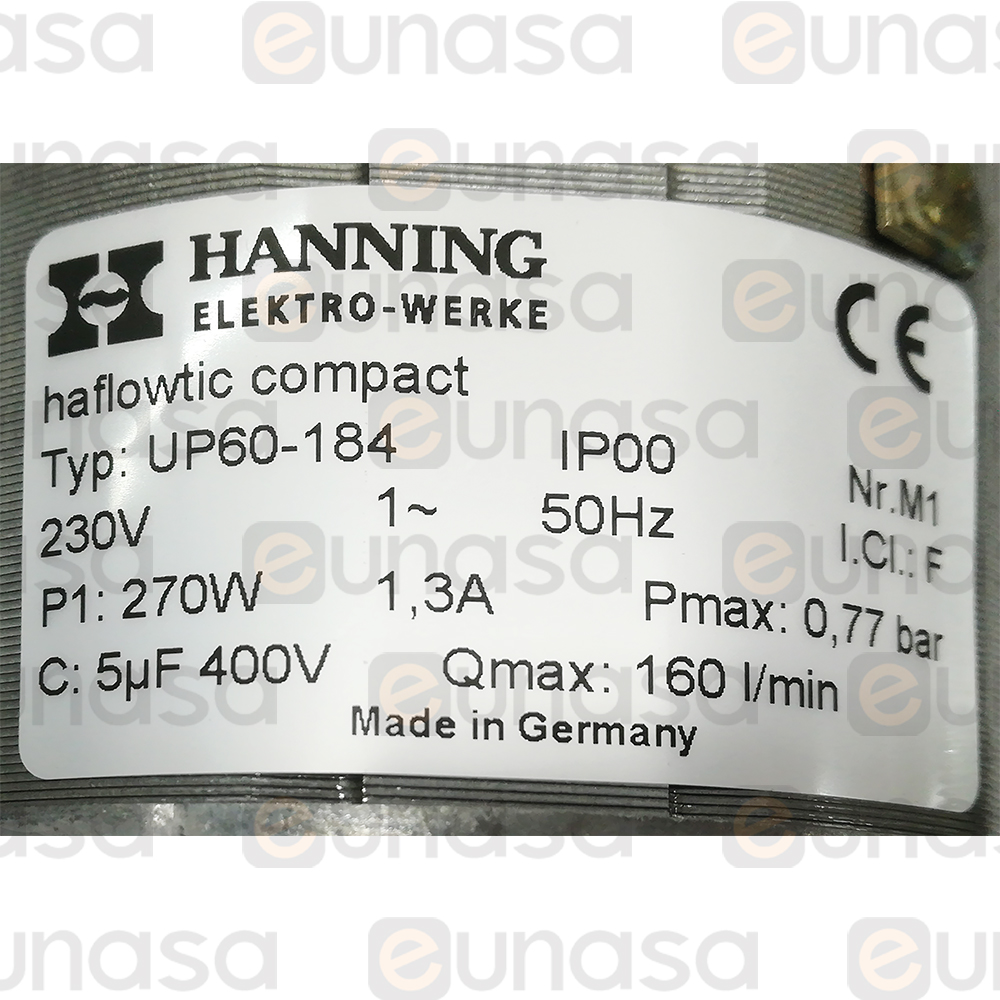 HANNING
ELEKTRO-WERKE
CE
haflowtic compact
Typ: UP60-184 IP00 Nr.M1
230V 1~ 50Hz I.Cl.: F
P1: 270W 1,3A Pmax: 0,77 bar
C: 5µF 400V Qmax: 160 l/min
Made in Germany
eunasa